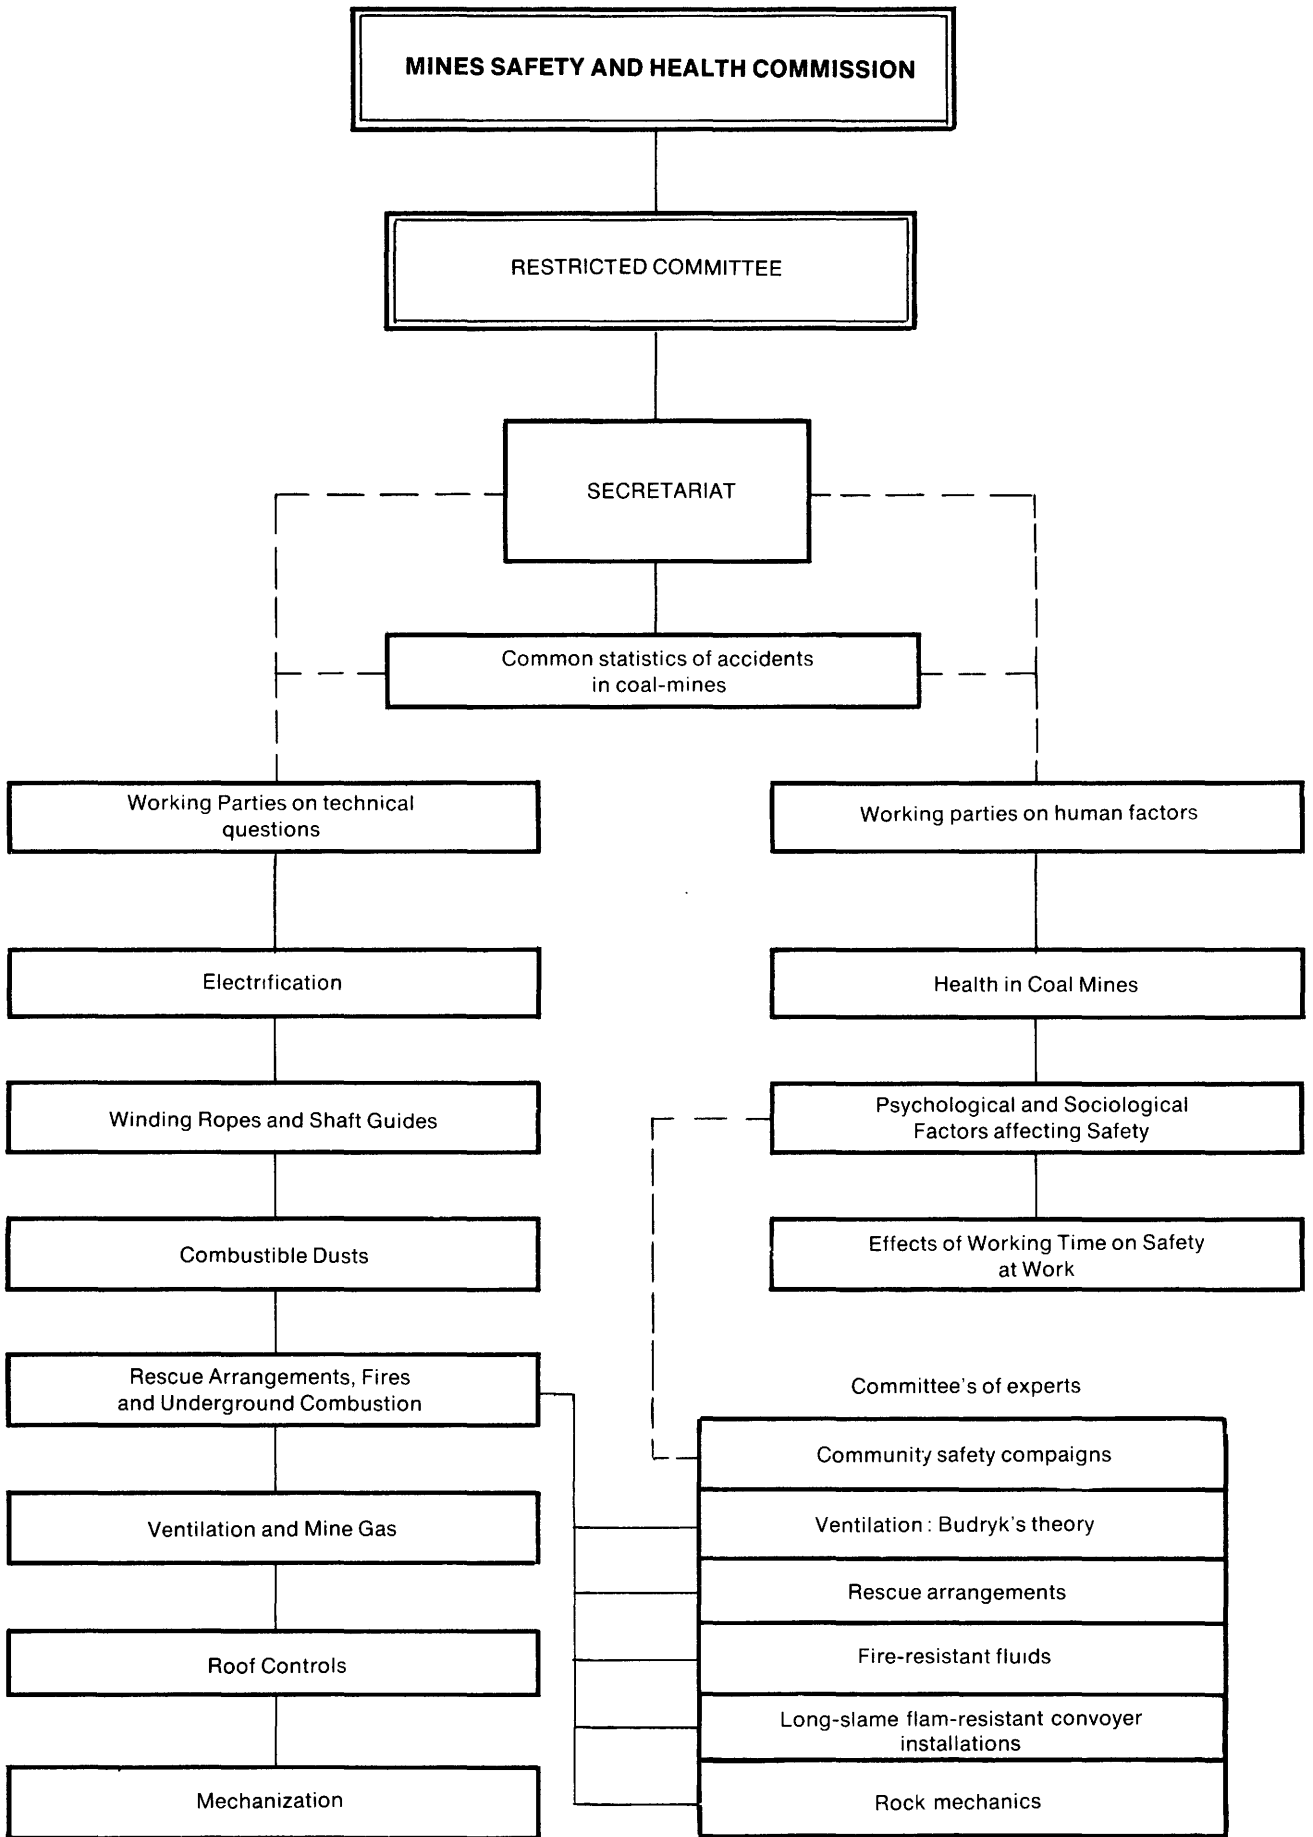 MINES SAFETY AND HEALTH COMMISSION
RESTRICTED COMMITTEE
SECRETARIAT
Common statistics of accidents
in coal-mines
Working Parties on technical
questions
Electrification
Winding Ropes and Shaft Guides
Combustible Dusts
Rescue Arrangements, Fires
and Underground Combustion
Ventilation and Mine Gas
Roof Controls
Mechanization
Working parties on human factors
Health in Coal Mines
Psychological and Sociological
Factors affecting Safety
Effects of Working Time on Safety
at Work
Committee's of experts
Community safety compaigns
Ventilation : Budryk's theory
Rescue arrangements
Fire-resistant fluids
Long-slame flam-resistant convoyer
installations
Rock mechanics